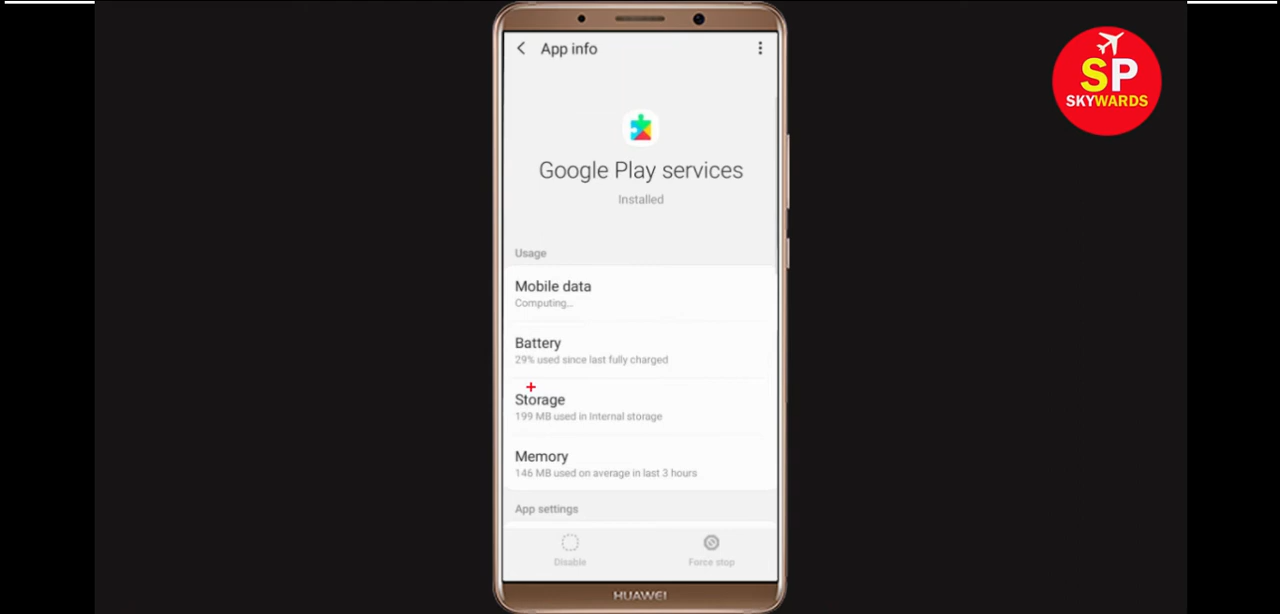 App info
SP
SKYWARDS
Google Play services
Installed
Usage
Mobile data
Computing...
Battery
29% used since last fully charged
Storage
199 MB used in Internal storage
Memory
146 MB used on average in last 3 hours
App settings
Disable
Force stop
HUAWEI